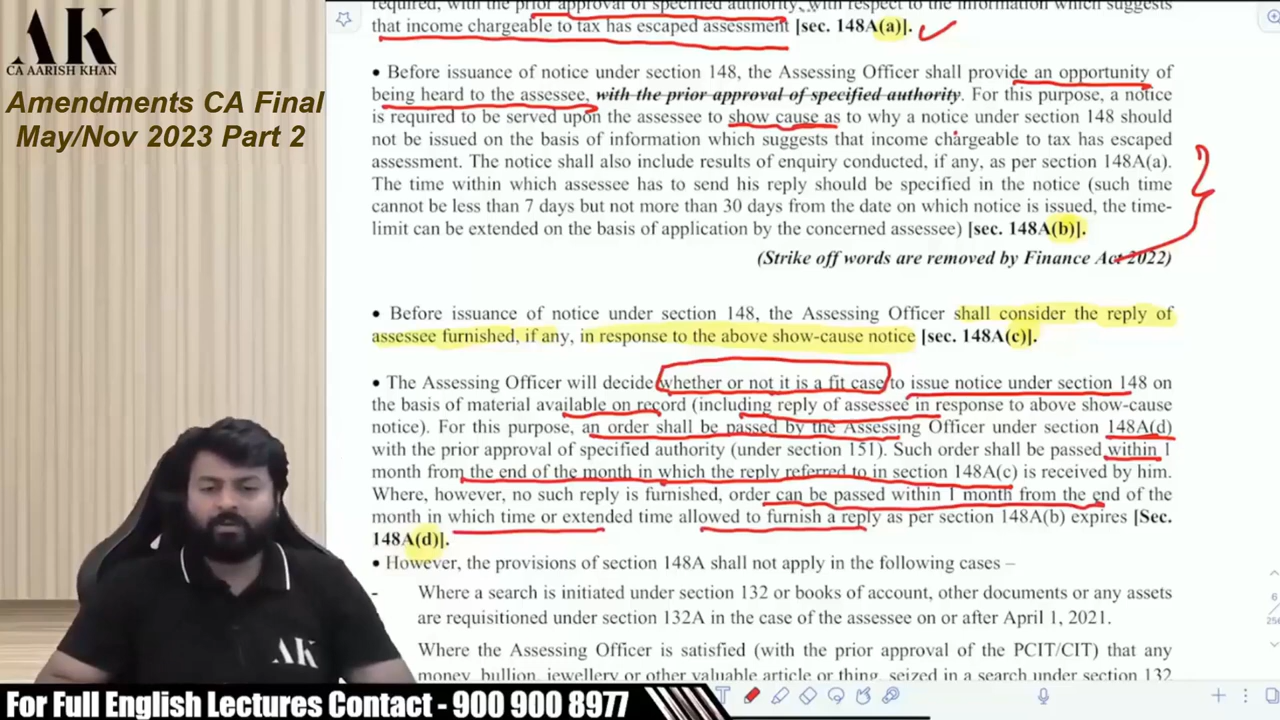 AK
CA AARISH KHAN
Amendments CA Final
May/Nov 2023 Part 2
required, with the prior approval of specified authority, with respect to the information which suggests
that income chargeable to tax has escaped assessment [sec. 148A(a)].
• Before issuance of notice under section 148, the Assessing Officer shall provide an opportunity of
being heard to the assessee, with the prior approval of specified authority. For this purpose, a notice
is required to be served upon the assessee to show cause as to why a notice under section 148 should
not be issued on the basis of information which suggests that income chargeable to tax has escaped
assessment. The notice shall also include results of enquiry conducted, if any, as per section 148A(a).
The time within which assessee has to send his reply should be specified in the notice (such time
cannot be less than 7 days but not more than 30 days from the date on which notice is issued, the time-
limit can be extended on the basis of application by the concerned assessee) [sec. 148A(b)].
(Strike off words are removed by Finance Act 2022)
• Before issuance of notice under section 148, the Assessing Officer shall consider the reply of
assessee furnished, if any, in response to the above show-cause notice [sec. 148A(c)].
• The Assessing Officer will decide whether or not it is a fit case to issue notice under section 148 on
the basis of material available on record (including reply of assessee in response to above show-cause
notice). For this purpose, an order shall be passed by the Assessing Officer under section 148A(d)
with the prior approval of specified authority (under section 151). Such order shall be passed within 1
month from the end of the month in which the reply referred to in section 148A(c) is received by him.
Where, however, no such reply is furnished, order can be passed within 1 month from the end of the
month in which time or extended time allowed to furnish a reply as per section 148A(b) expires [Sec.
148A(d)].
• However, the provisions of section 148A shall not apply in the following cases –
- Where a search is initiated under section 132 or books of account, other documents or any assets
are requisitioned under section 132A in the case of the assessee on or after April 1, 2021.
Where the Assessing Officer is satisfied (with the prior approval of the PCIT/CIT) that any
money, bullion, jewellery or other valuable article or thing, seized in a search under section 132
6
256
AK
For Full English Lectures Contact - 900 900 8977